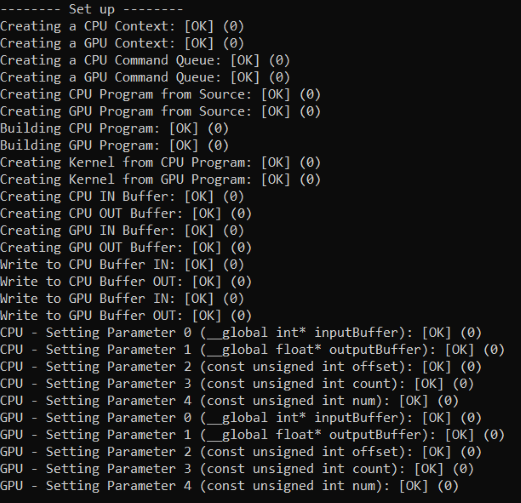 -------- Set up --------
Creating a CPU Context: [OK] (0)
Creating a GPU Context: [OK] (0)
Creating a CPU Command Queue: [OK] (0)
Creating a GPU Command Queue: [OK] (0)
Creating CPU Program from Source: [OK] (0)
Creating GPU Program from Source: [OK] (0)
Building CPU Program: [OK] (0)
Building GPU Program: [OK] (0)
Creating Kernel from CPU Program: [OK] (0)
Creating Kernel from GPU Program: [OK] (0)
Creating CPU IN Buffer: [OK] (0)
Creating CPU OUT Buffer: [OK] (0)
Creating GPU IN Buffer: [OK] (0)
Creating GPU OUT Buffer: [OK] (0)
Write to CPU Buffer IN: [OK] (0)
Write to CPU Buffer OUT: [OK] (0)
Write to GPU Buffer IN: [OK] (0)
Write to GPU Buffer OUT: [OK] (0)
CPU - Setting Parameter 0 (__global int* inputBuffer): [OK] (0)
CPU - Setting Parameter 1 (__global float* outputBuffer): [OK] (0)
CPU - Setting Parameter 2 (const unsigned int offset): [OK] (0)
CPU - Setting Parameter 3 (const unsigned int count): [OK] (0)
CPU - Setting Parameter 4 (const unsigned int num): [OK] (0)
GPU - Setting Parameter 0 (__global int* inputBuffer): [OK] (0)
GPU - Setting Parameter 1 (__global float* outputBuffer): [OK] (0)
GPU - Setting Parameter 2 (const unsigned int offset): [OK] (0)
GPU - Setting Parameter 3 (const unsigned int count): [OK] (0)
GPU - Setting Parameter 4 (const unsigned int num): [OK] (0)